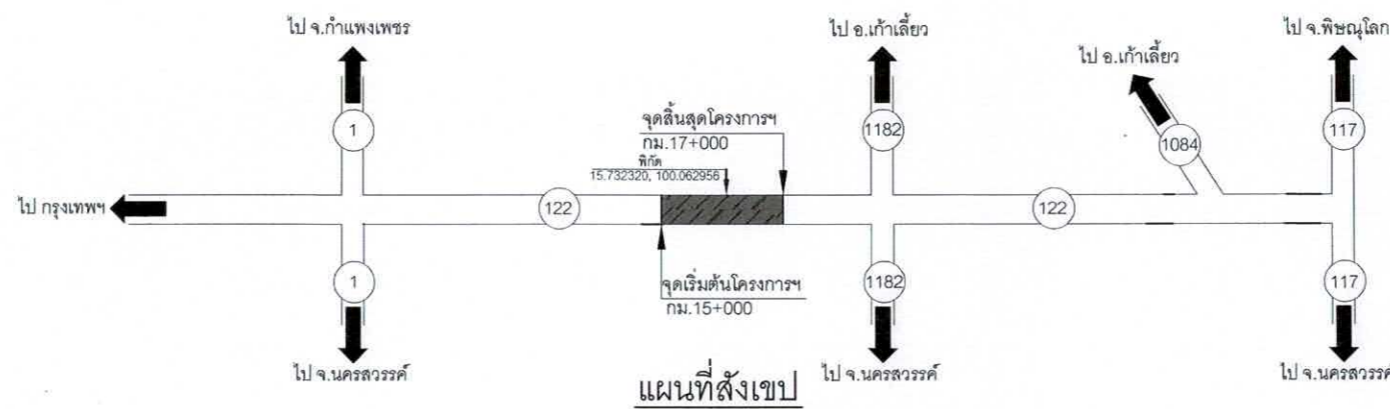 ไป จ.กำแพงเพชร
ไป อ.เก้าเลี้ยว
ไป อ.เก้าเลี้ยว
ไป จ.พิษณุโลก
1
จุดสิ้นสุดโครงการฯ
กม.17+000
พิกัด
15.732320, 100.062956
1182
1084
117
ไป กรุงเทพฯ
122
122
1
จุดเริ่มต้นโครงการฯ
กม.15+000
1182
117
ไป จ.นครสวรรค์
ไป จ.นครสวรรค์
ไป จ.นครสวรรค์
แผนที่สังเขป